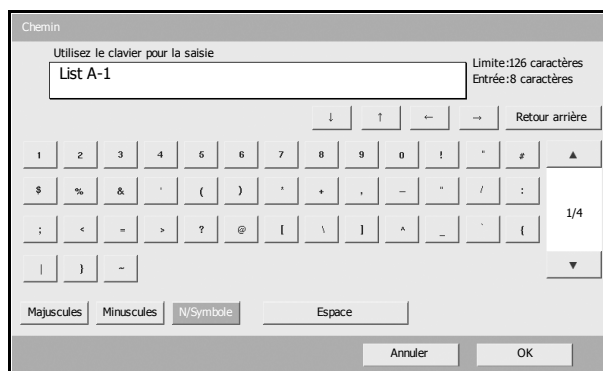 Chemin
Utilisez le clavier pour la saisie
Limite:126 caractères
List A-1
Entrée:8 caractères
↓ ↑ ← → Retour arrière
1 2 3 4 5 6 7 8 9 0 ! " # ▲
$ % & ' ( ) * + , – " / :
1/4
; < = > ? @ [ \ ] ^ _ ` {
| } ~ ▼
Majuscules Minuscules N/Symbole Espace
Annuler OK